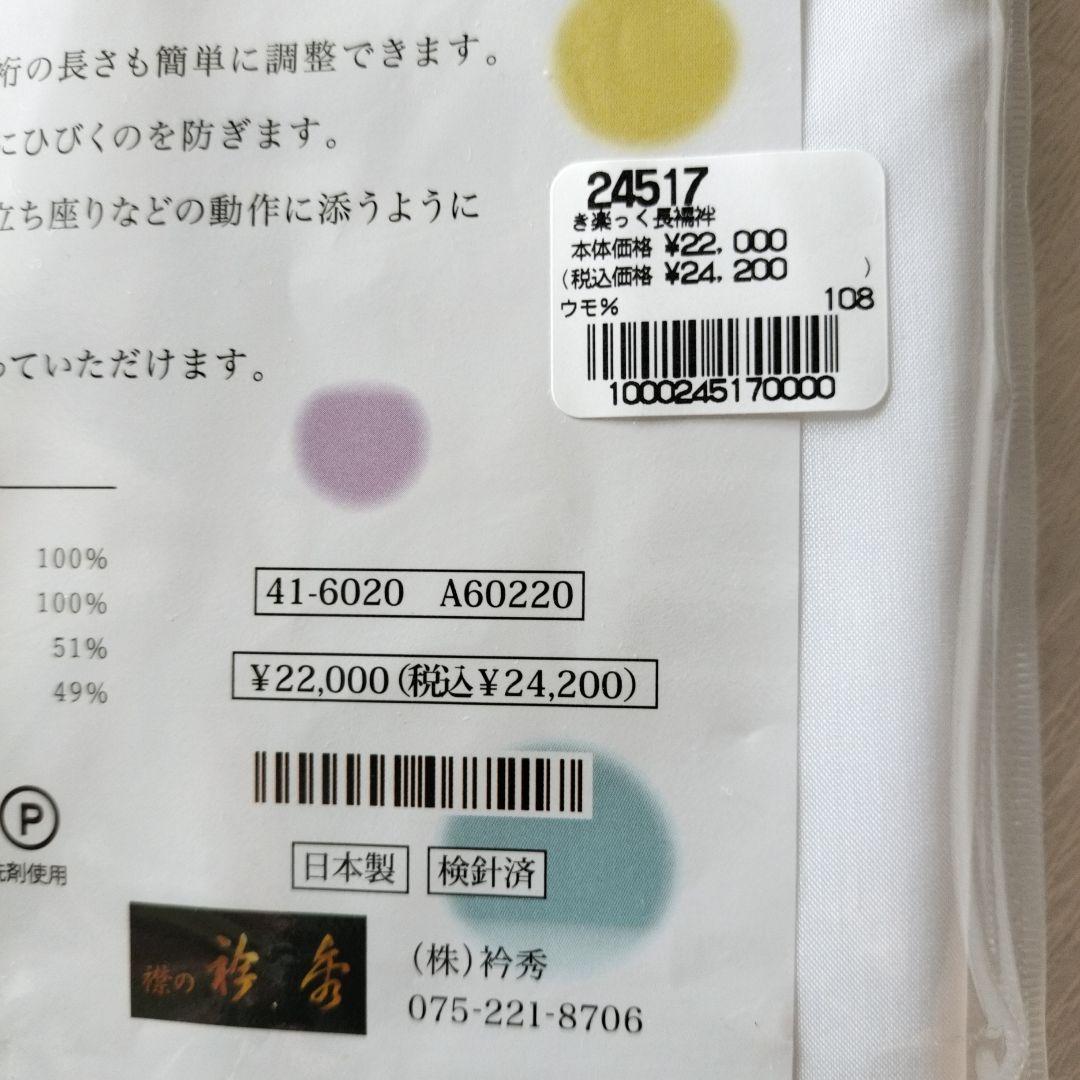 裄の長さも簡単に調整できます。
にひびくのを防ぎます。
立ち座りなどの動作に添うように
っていただけます。
24517
き楽っく長襦袢
本体価格 ¥22,000
(税込価格 ¥24,200 )
ウモ% 108
1000245170000
100%
100%
51%
49%
41-6020 A60220
¥22,000(税込¥24,200)
P
洗剤使用
日本製 検針済
襟の 衿秀
(株)衿秀
075-221-8706